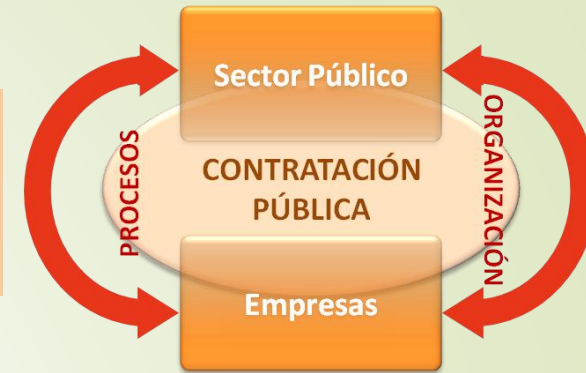 Sector Público
PROCESOS
CONTRATACIÓN
PÚBLICA
ORGANIZACIÓN
Empresas